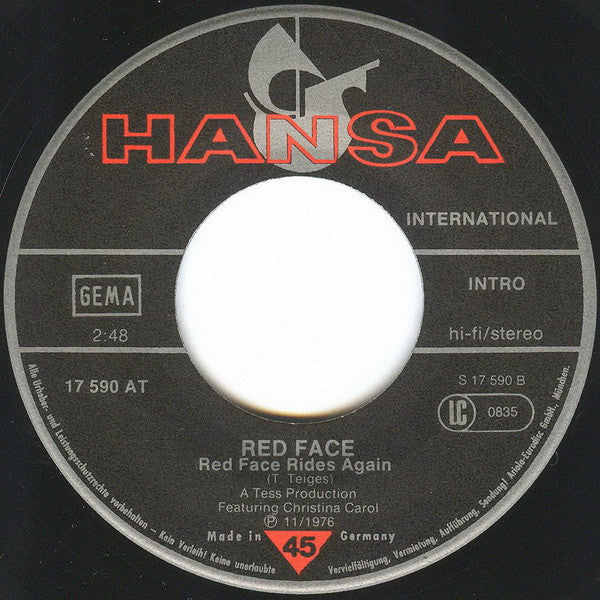 HANSA
INTERNATIONAL
GEMA
INTRO
2:48
hi-fi/stereo
17 590 AT
S 17 590 B
LC 0835
RED FACE
Red Face Rides Again
(T. Teiges)
A Tess Production
Featuring Christina Carol
℗ 11/1976
Made in 45 Germany
Alle Urheber- und Leistungsschutzrechte vorbehalten - Kein Verleih! Keine unerlaubte Vervielfältigung, Vermietung, Aufführung, Sendung! Ariola-Eurodisc GmbH, München.